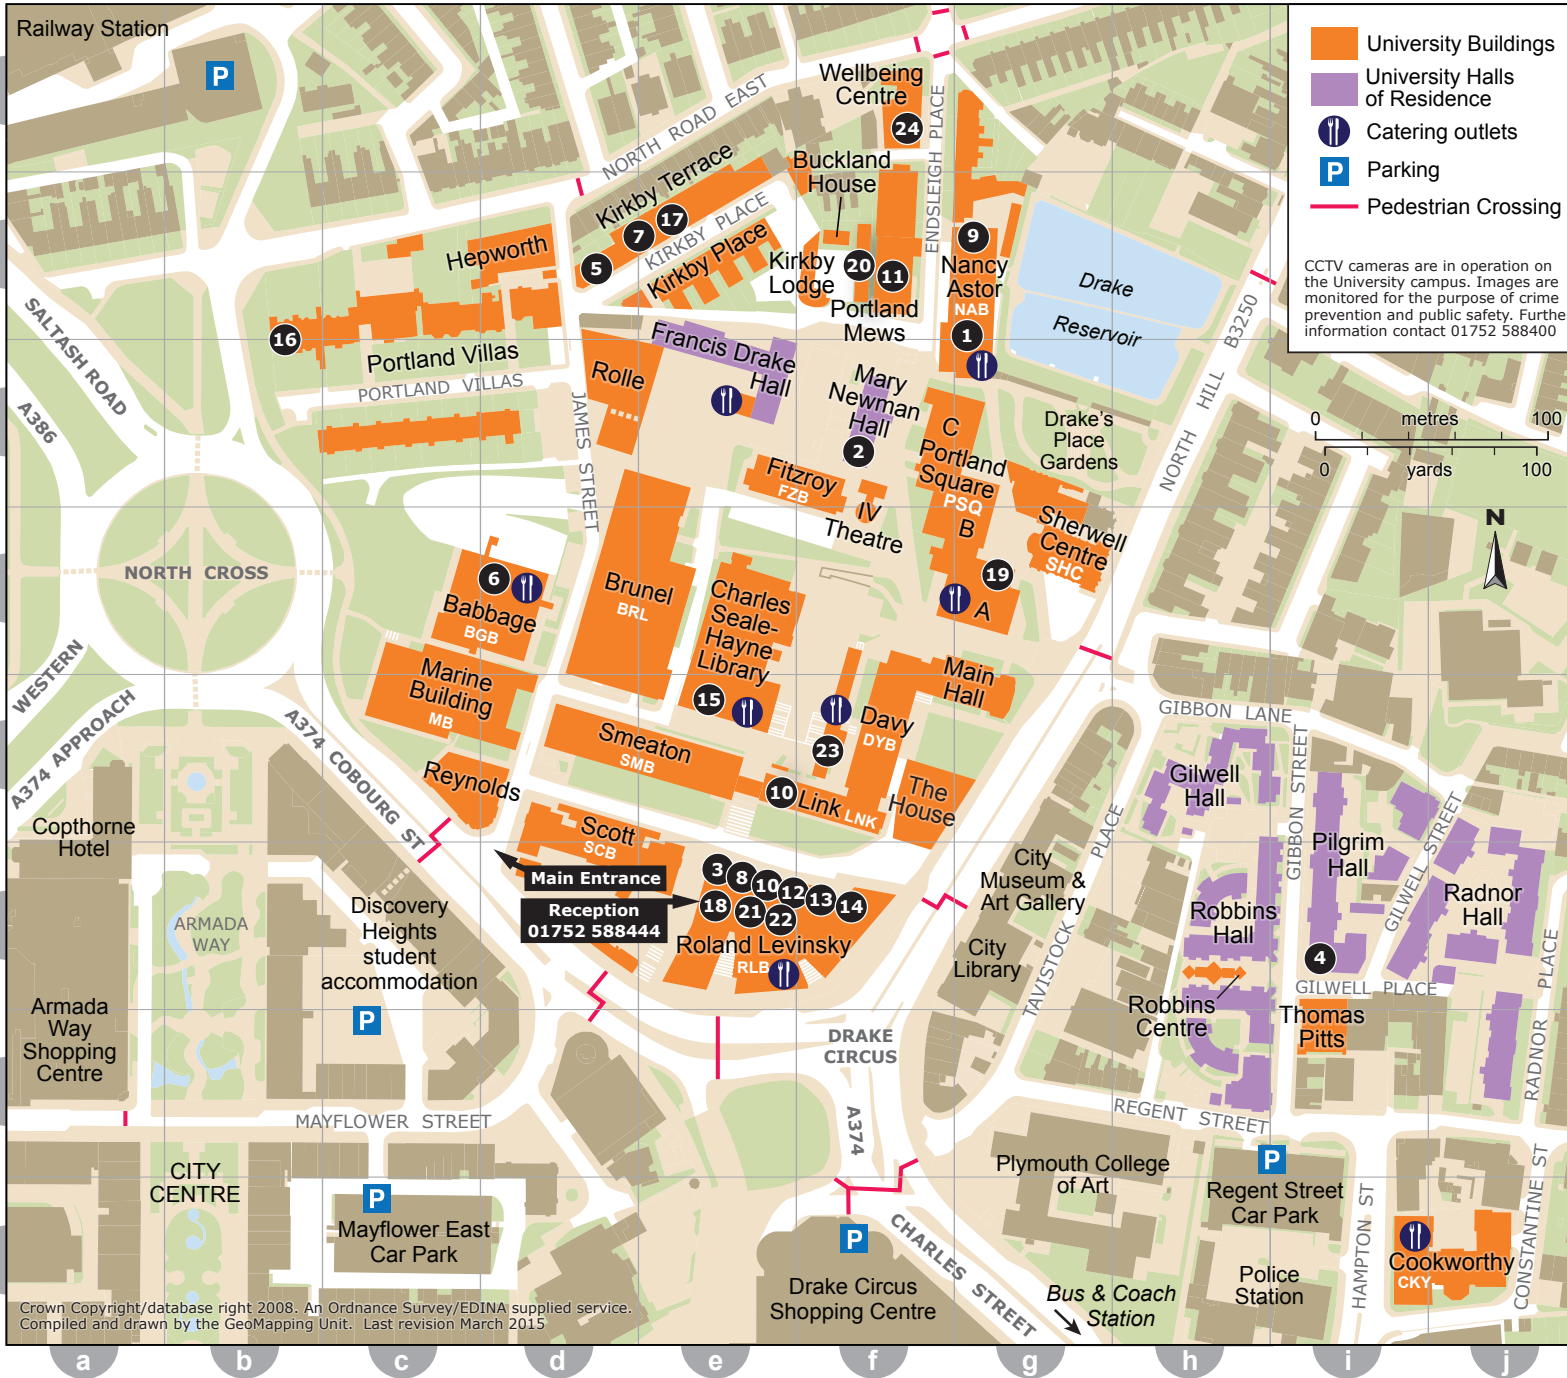 Railway Station
P
University Buildings
University Halls
of Residence
Catering outlets
P
Parking
Pedestrian Crossing
CCTV cameras are in operation on
the University campus. Images are
monitored for the purpose of crime
prevention and public safety. Furthe
information contact 01752 588400
Wellbeing
Centre
24
NORTH ROAD EAST
ENDSLEIGH PLACE
Buckland
House
Kirkby Terrace
17
7
5
KIRKBY PLACE
Kirkby Place
Hepworth
Kirkby
Lodge
20
11
Portland
Mews
9
Nancy
Astor
NAB
1
Drake
Reservoir
B3250
NORTH HILL
SALTASH ROAD
A386
16
Portland Villas
PORTLAND VILLAS
JAMES STREET
Rolle
Francis Drake
Hall
Mary
Newman
Hall
2
C
Portland
Square
PSQ
B
Drake's
Place
Gardens
0 metres 100
0 yards 100
Fitzroy
FZB
IV
Theatre
Sherwell
Centre
SHC
N
19
A
NORTH CROSS
6
Babbage
BGB
Brunel
BRL
Charles
Seale-
Hayne
Library
15
Marine
Building
MB
WESTERN
A374 APPROACH
A374 COBOURG ST
Main
Hall
Davy
DYB
23
Smeaton
SMB
Reynolds
10
Link LNK
The
House
GIBBON LANE
GIBBON STREET
Gilwell
Hall
Copthorne
Hotel
Scott
SCB
Main Entrance
Reception
01752 588444
3
8
10
12
13
14
18
21
22
Roland Levinsky
RLB
City
Museum &
Art Gallery
City
Library
TAVISTOCK PLACE
Pilgrim
Hall
GILWELL STREET
Radnor
Hall
Robbins
Hall
4
GILWELL PLACE
Robbins
Centre
Thomas
Pitts
RADNOR PLACE
ARMADA
WAY
Discovery
Heights
student
accommodation
P
Armada
Way
Shopping
Centre
DRAKE
CIRCUS
A374
MAYFLOWER STREET
REGENT STREET
CITY
CENTRE
P
Mayflower East
Car Park
Plymouth College
of Art
P
Regent Street
Car Park
HAMPTON ST
CONSTANTINE ST
Cookworthy
CKY
Police
Station
P
CHARLES STREET
Drake Circus
Shopping Centre
Bus & Coach
Station
Crown Copyright/database right 2008. An Ordnance Survey/EDINA supplied service.
Compiled and drawn by the GeoMapping Unit. Last revision March 2015
a b c d e f g h i j